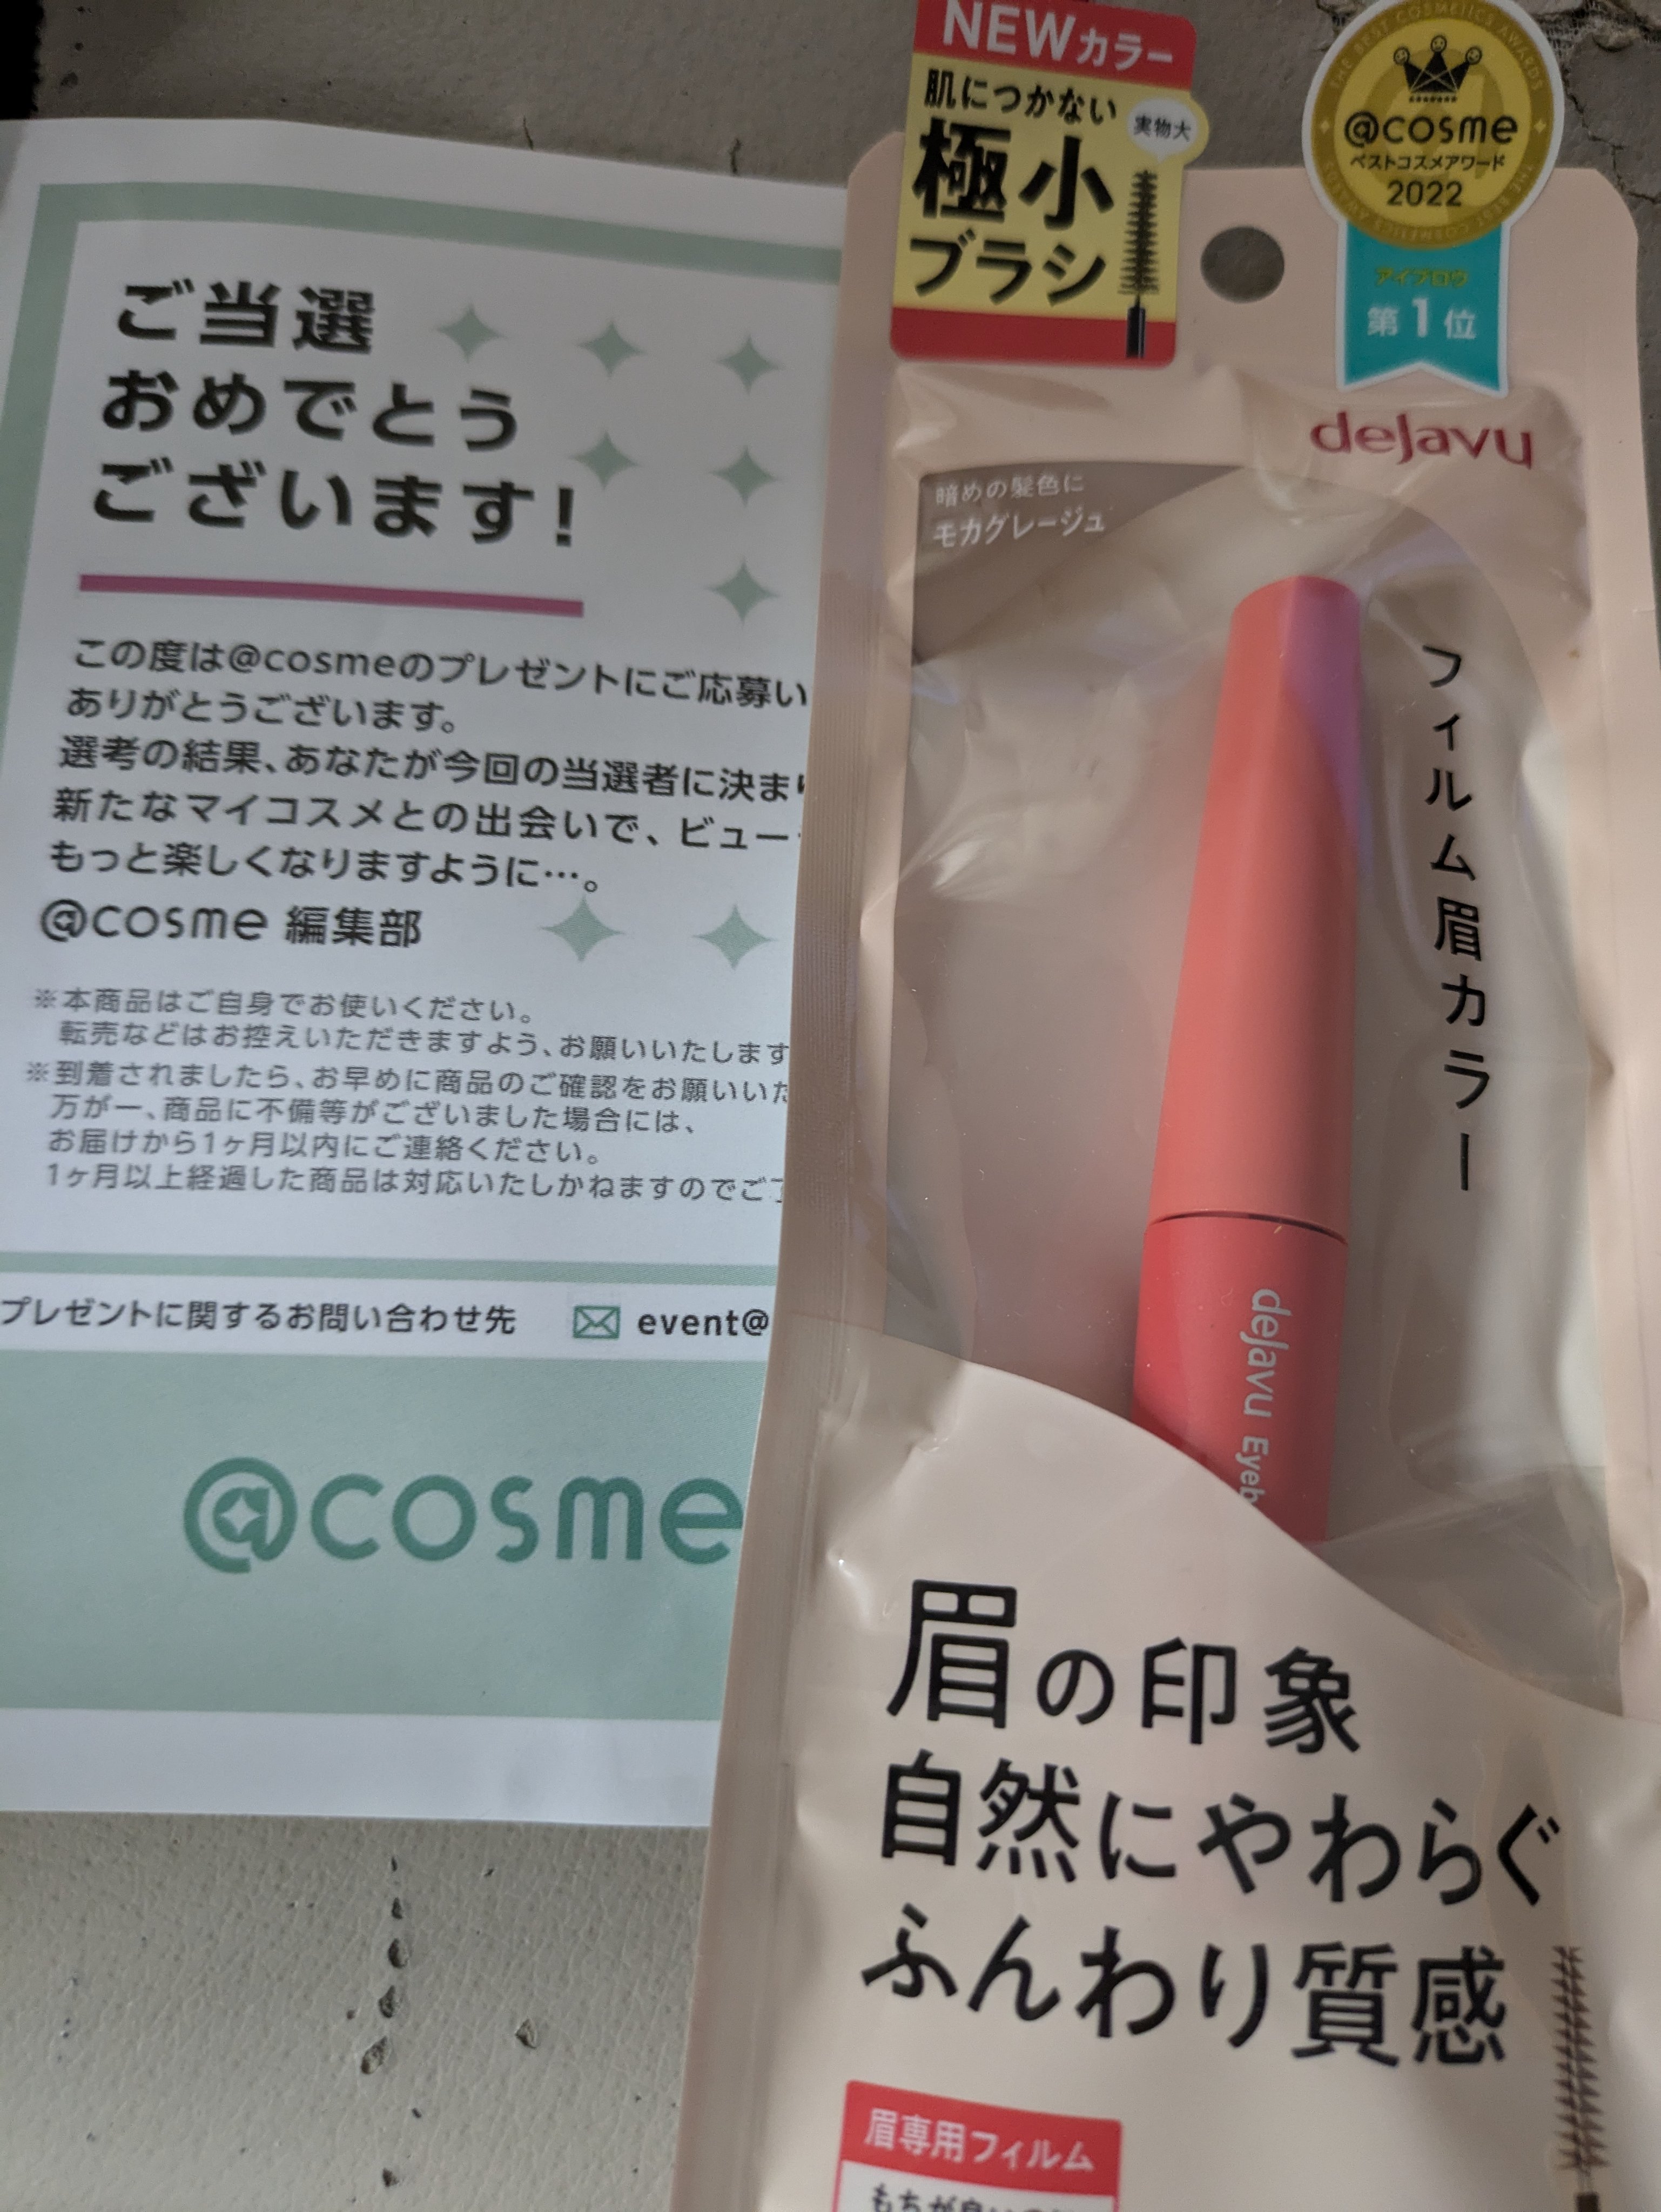 ご当選
おめでとう
ございます!
この度は@cosmeのプレゼントにご応募い
ありがとうございます。
選考の結果、あなたが今回の当選者に決まり
新たなマイコスメとの出会いで、ビュー
もっと楽しくなりますように…。
@cosme 編集部
※本商品はご自身でお使いください。
転売などはお控えいただきますよう、お願いいたします
※到着されましたら、お早めに商品のご確認をお願いいた
万が一、商品に不備等がございました場合には、
お届けから1ヶ月以内にご連絡ください。
1ヶ月以上経過した商品は対応いたしかねますのでご
プレゼントに関するお問い合わせ先 event@
@cosme
NEWカラー
肌につかない
実物大
極小
ブラシ
THE BEST COSMETICS AWARDS
@cosme
ベストコスメアワード
2022
アイブロウ
第1位
dejavu
暗めの髪色に
モカグレージュ
フィルム眉カラー
dejavu Eyeb
眉の印象
自然にやわらぐ
ふんわり質感
眉専用フィルム